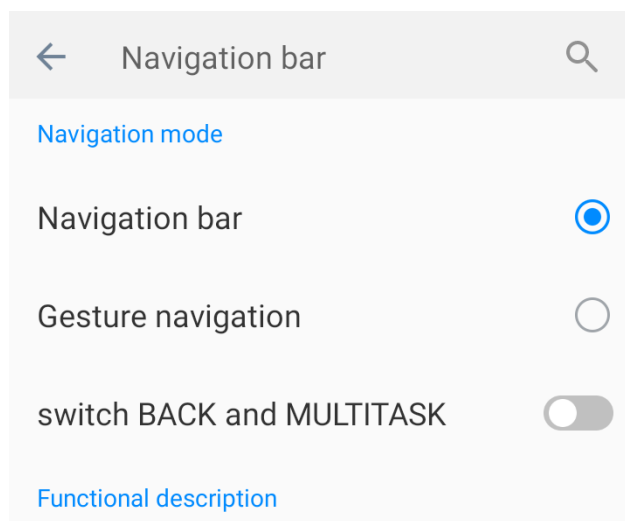 Navigation bar
Navigation mode
Navigation bar
Gesture navigation
switch BACK and MULTITASK
Functional description